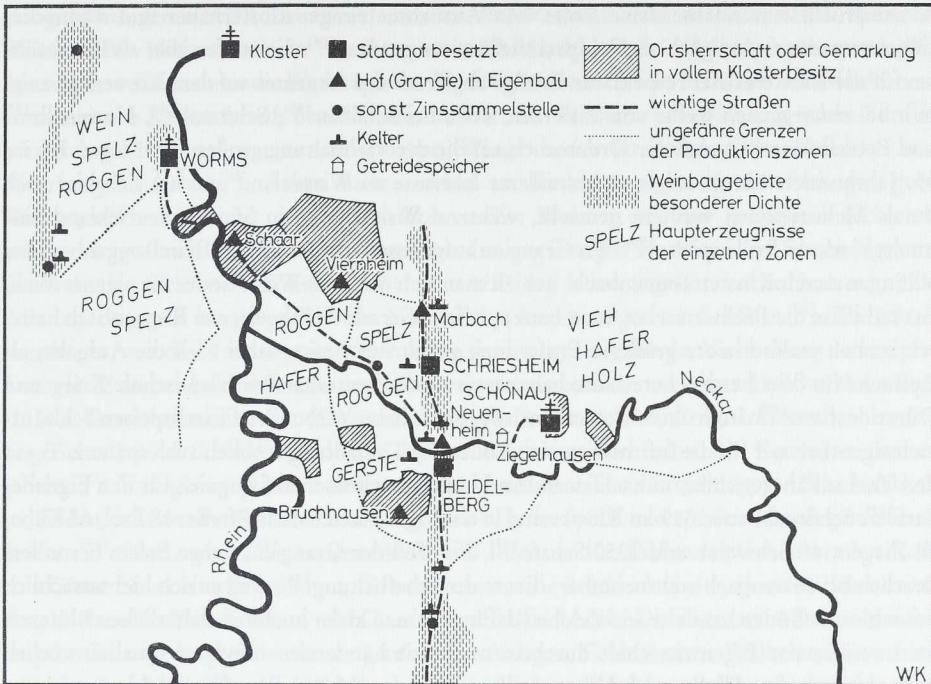 Kloster
Stadthof besetzt
Hof (Grangie) in Eigenbau
sonst. Zinssammelstelle
Kelter
Getreidespeicher
Ortsherrschaft oder Gemarkung
in vollem Klosterbesitz
wichtige Straßen
ungefähre Grenzen
der Produktionszonen
Weinbaugebiete
besonderer Dichte
SPELZ Haupterzeugnisse
der einzelnen Zonen
WEIN
SPELZ
ROGGEN
WORMS
Schaar
Viernheim
ROGGEN
SPELZ
ROGGEN
SPELZ
Marbach
VIEH
HAFER
HOLZ
HAFER
ROGGEN
SCHRIESHEIM
SCHÖNAU
Neckar
Neuen-
heim
Ziegelhausen
GERSTE
HEIDEL-
BERG
Bruchhausen
Rhein
WK